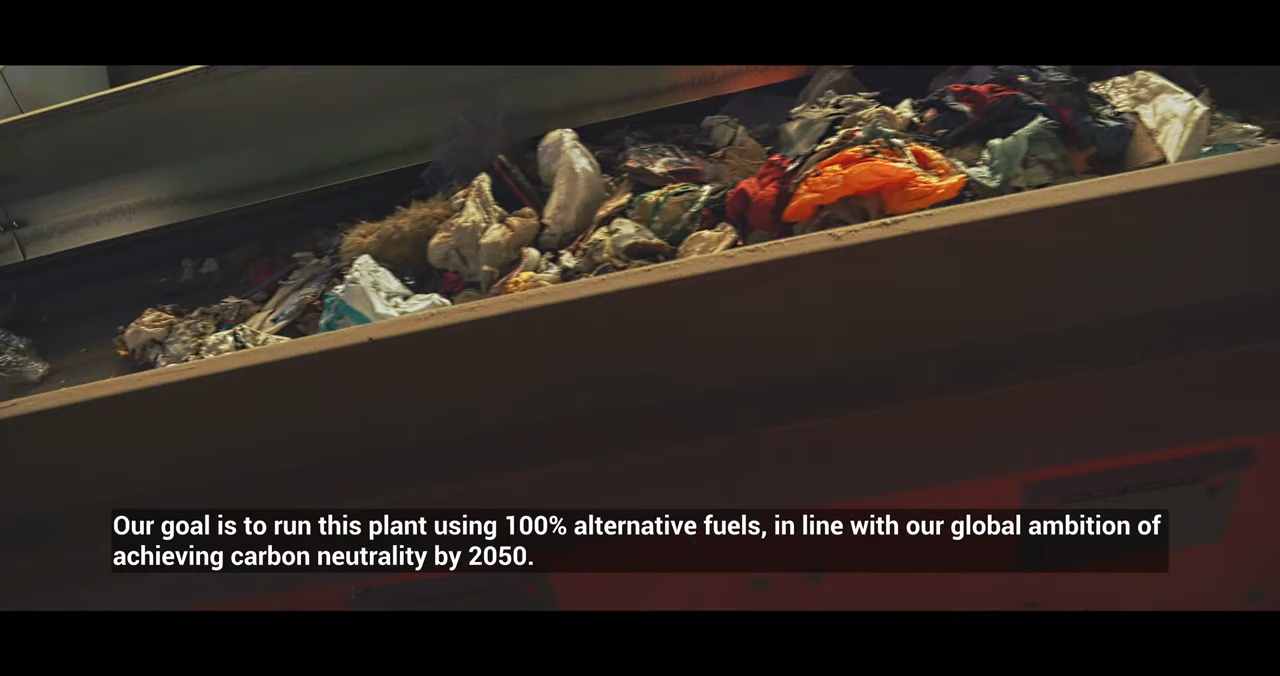 Our goal is to run this plant using 100% alternative fuels, in line with our global ambition of
achieving carbon neutrality by 2050.